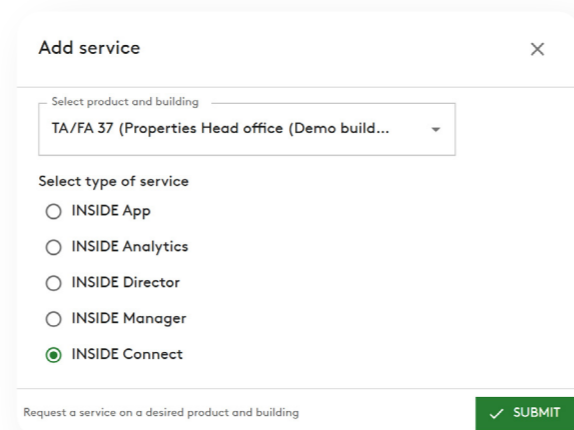 Add service
Select product and building
TA/FA 37 (Properties Head office (Demo build...
Select type of service
INSIDE App
INSIDE Analytics
INSIDE Director
INSIDE Manager
INSIDE Connect
Request a service on a desired product and building
SUBMIT